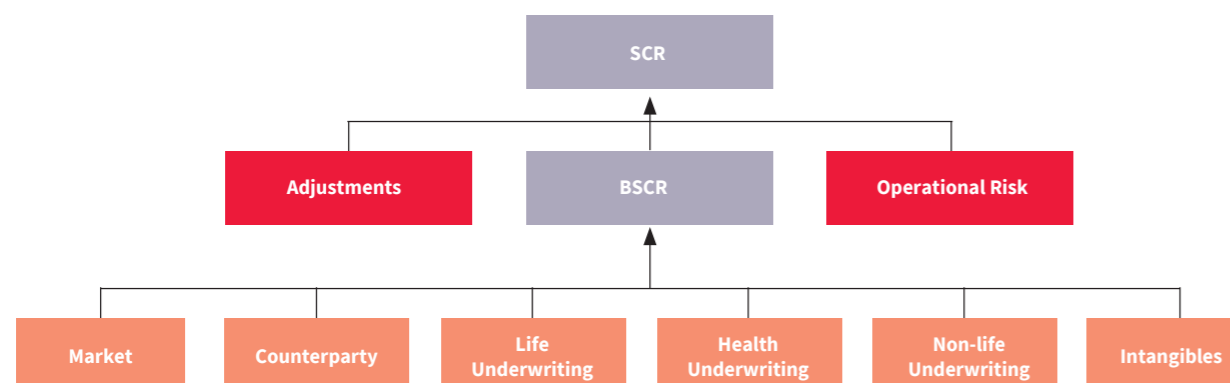 SCR
Adjustments
BSCR
Operational Risk
Market
Counterparty
Life
Underwriting
Health
Underwriting
Non-life
Underwriting
Intangibles